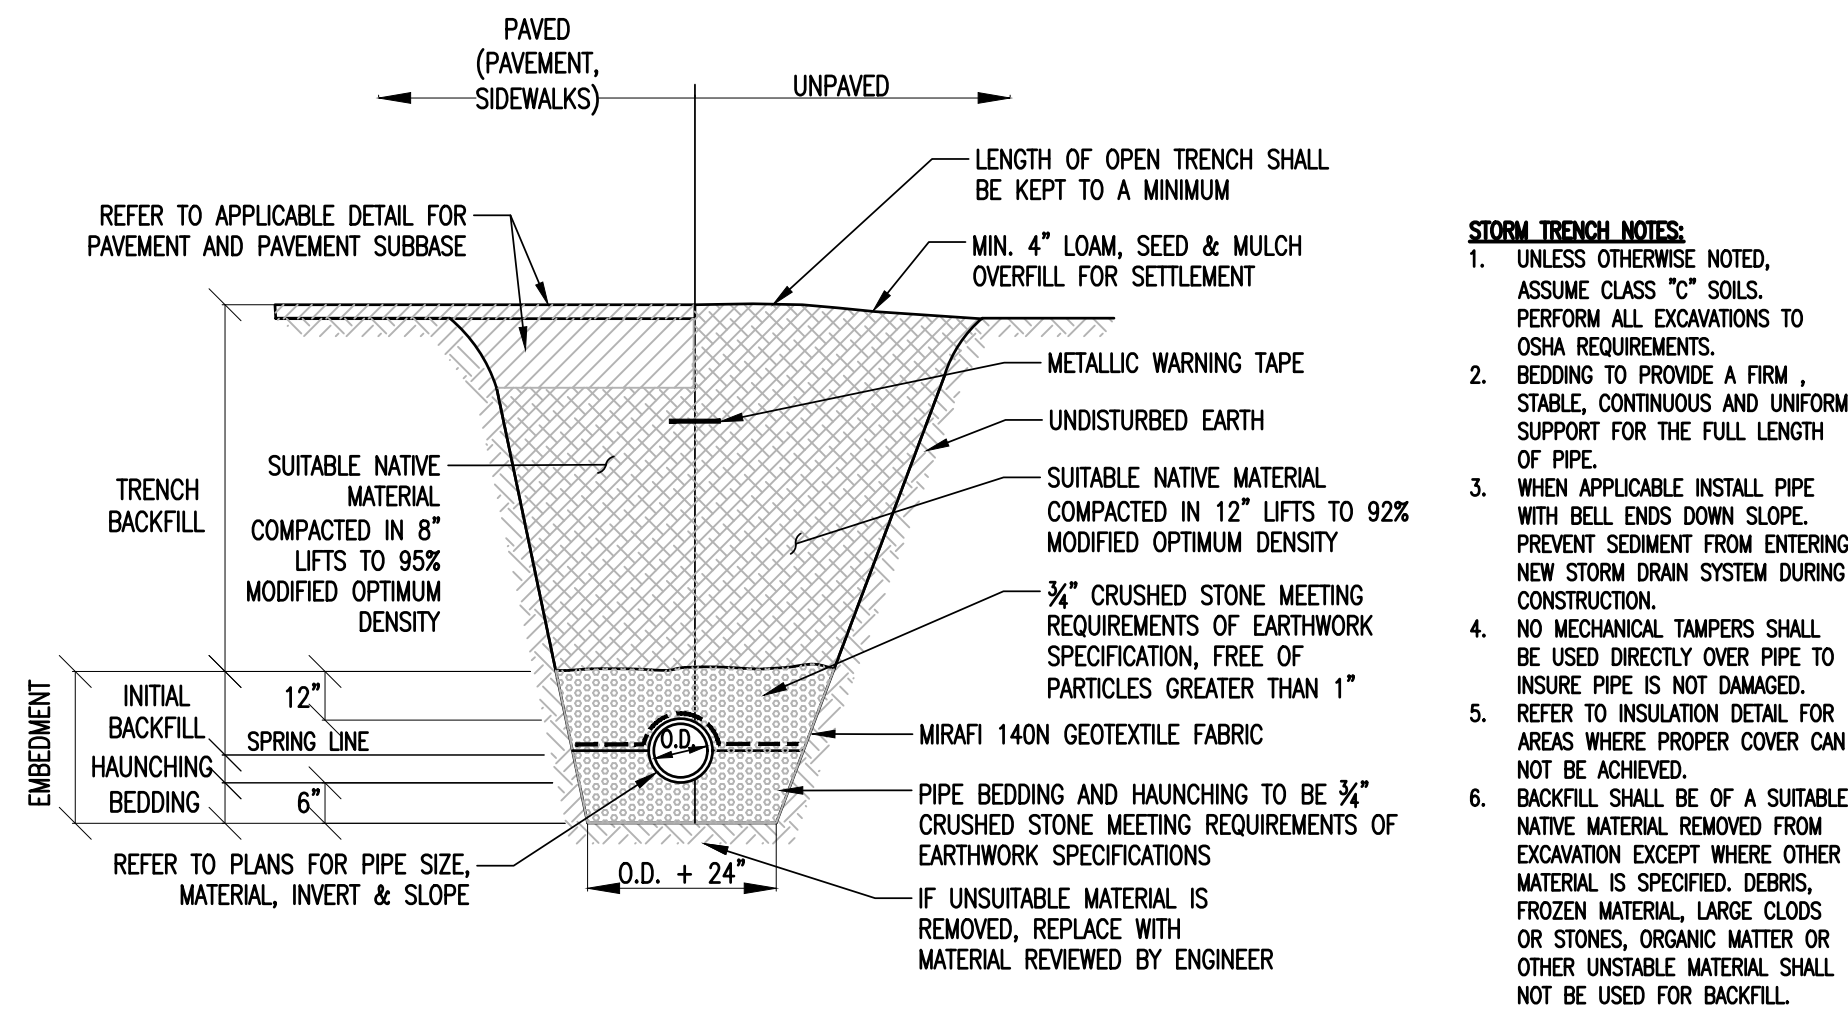 PAVED
(PAVEMENT,
SIDEWALKS)
UNPAVED
LENGTH OF OPEN TRENCH SHALL
BE KEPT TO A MINIMUM
REFER TO APPLICABLE DETAIL FOR
PAVEMENT AND PAVEMENT SUBBASE
MIN. 4" LOAM, SEED & MULCH
OVERFILL FOR SETTLEMENT
METALLIC WARNING TAPE
UNDISTURBED EARTH
SUITABLE NATIVE
MATERIAL
COMPACTED IN 8"
LIFTS TO 95%
MODIFIED OPTIMUM
DENSITY
TRENCH
BACKFILL
SUITABLE NATIVE MATERIAL
COMPACTED IN 12" LIFTS TO 92%
MODIFIED OPTIMUM DENSITY
¾" CRUSHED STONE MEETING
REQUIREMENTS OF EARTHWORK
SPECIFICATION, FREE OF
PARTICLES GREATER THAN 1"
EMBEDMENT
INITIAL
BACKFILL
12"
SPRING LINE
HAUNCHING
BEDDING
6"
O.D.
MIRAFI 140N GEOTEXTILE FABRIC
PIPE BEDDING AND HAUNCHING TO BE ¾"
CRUSHED STONE MEETING REQUIREMENTS OF
EARTHWORK SPECIFICATIONS
REFER TO PLANS FOR PIPE SIZE,
MATERIAL, INVERT & SLOPE
O.D. + 24"
IF UNSUITABLE MATERIAL IS
REMOVED, REPLACE WITH
MATERIAL REVIEWED BY ENGINEER
STORM TRENCH NOTES:
1. UNLESS OTHERWISE NOTED,
ASSUME CLASS "C" SOILS.
PERFORM ALL EXCAVATIONS TO
OSHA REQUIREMENTS.
2. BEDDING TO PROVIDE A FIRM ,
STABLE, CONTINUOUS AND UNIFORM
SUPPORT FOR THE FULL LENGTH
OF PIPE.
3. WHEN APPLICABLE INSTALL PIPE
WITH BELL ENDS DOWN SLOPE.
PREVENT SEDIMENT FROM ENTERING
NEW STORM DRAIN SYSTEM DURING
CONSTRUCTION.
4. NO MECHANICAL TAMPERS SHALL
BE USED DIRECTLY OVER PIPE TO
INSURE PIPE IS NOT DAMAGED.
5. REFER TO INSULATION DETAIL FOR
AREAS WHERE PROPER COVER CAN
NOT BE ACHIEVED.
6. BACKFILL SHALL BE OF A SUITABLE
NATIVE MATERIAL REMOVED FROM
EXCAVATION EXCEPT WHERE OTHER
MATERIAL IS SPECIFIED. DEBRIS,
FROZEN MATERIAL, LARGE CLODS
OR STONES, ORGANIC MATTER OR
OTHER UNSTABLE MATERIAL SHALL
NOT BE USED FOR BACKFILL.